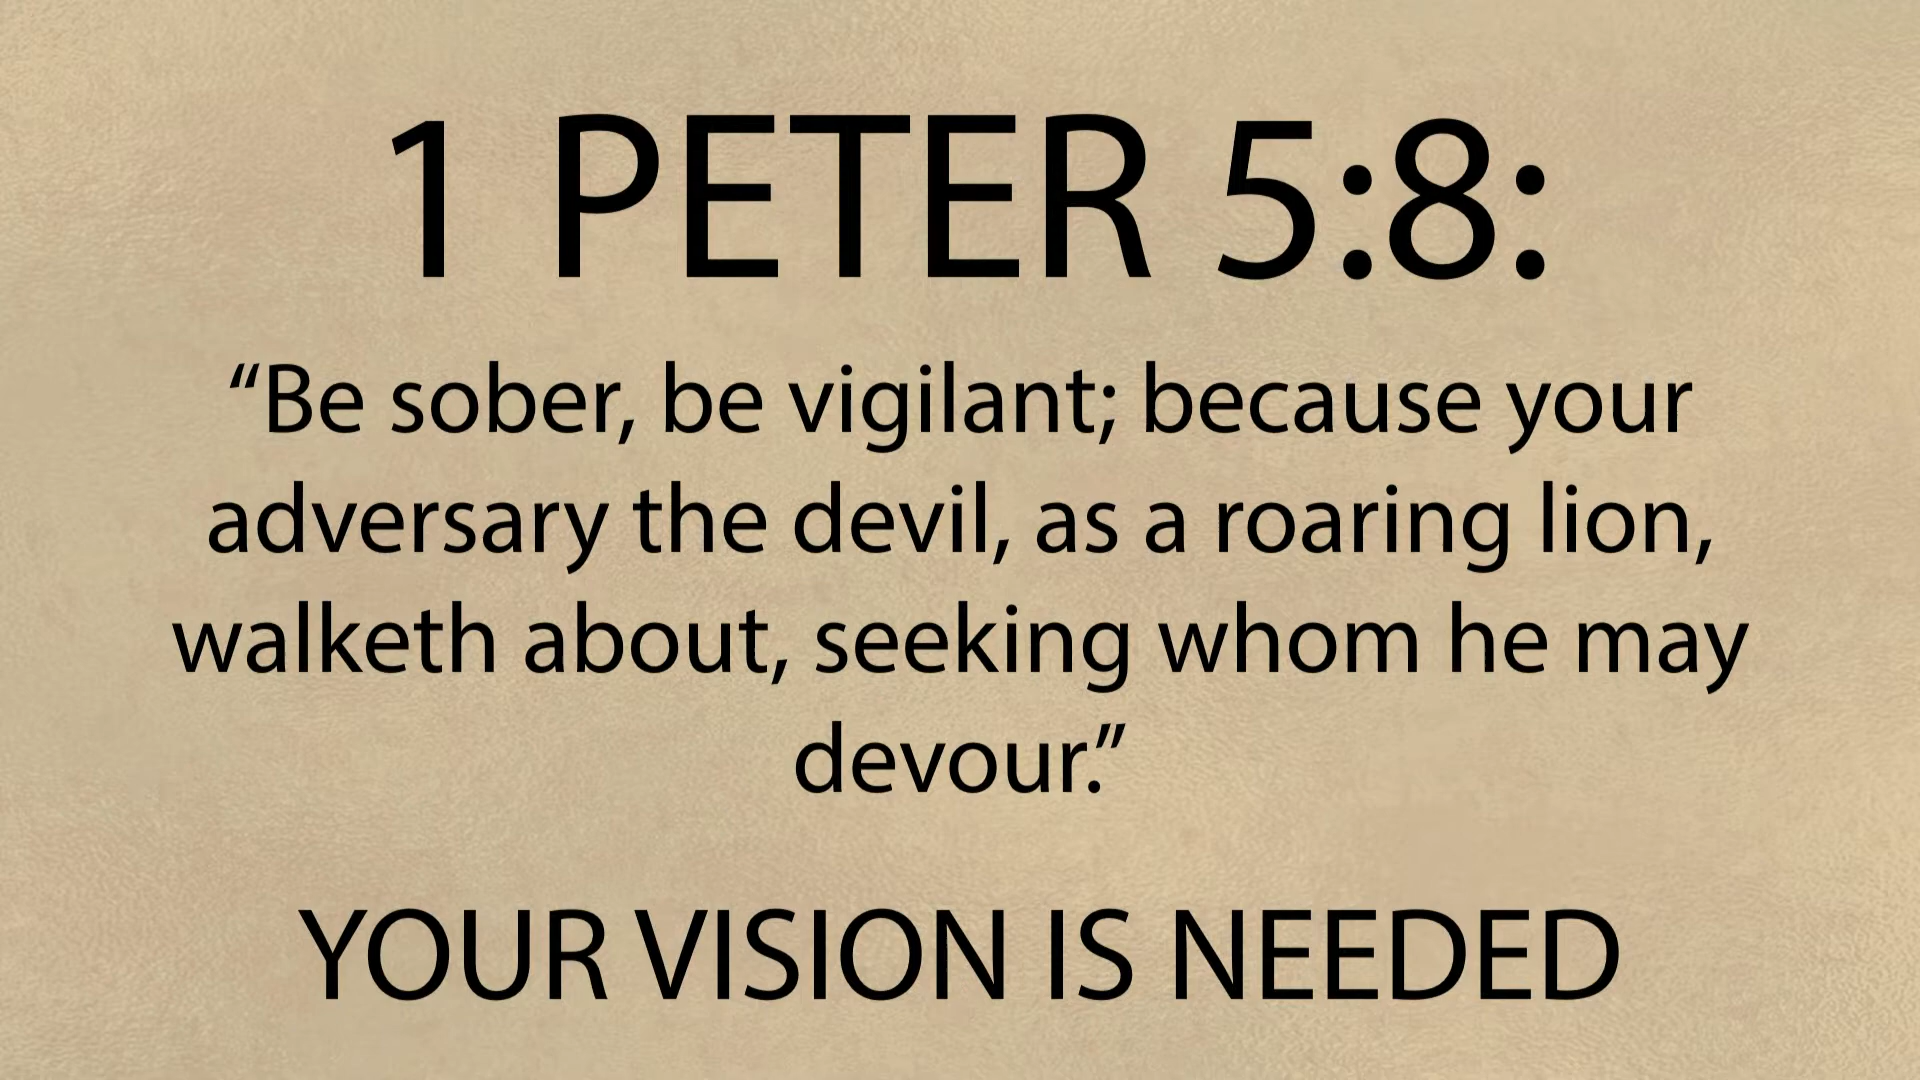 1 PETER 5:8:
“Be sober, be vigilant; because your
adversary the devil, as a roaring lion,
walketh about, seeking whom he may
devour.”
YOUR VISION IS NEEDED